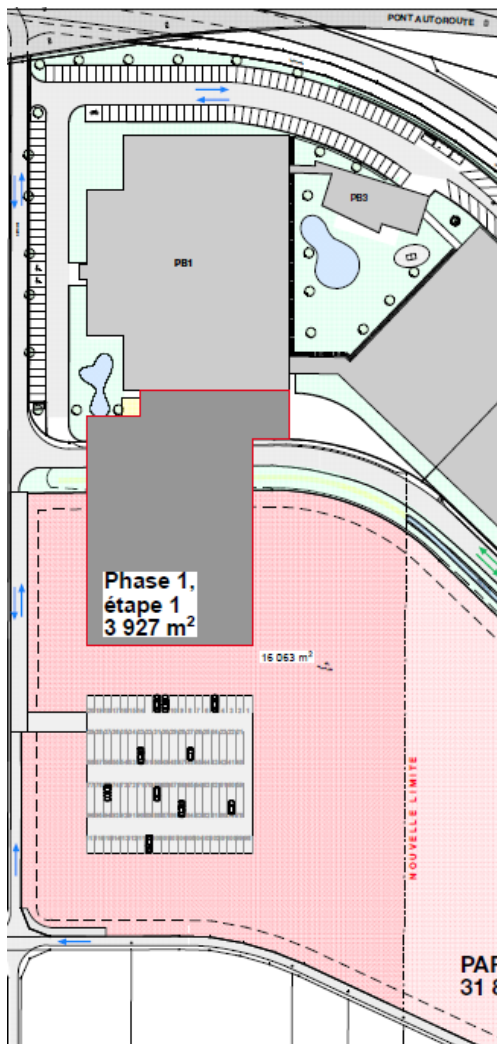 PONT AUTOROUTE
PB3
PB1
Phase 1,
étape 1
3 927 m²
16 063 m²
NOUVELLE LIMITE
PAR
31 8